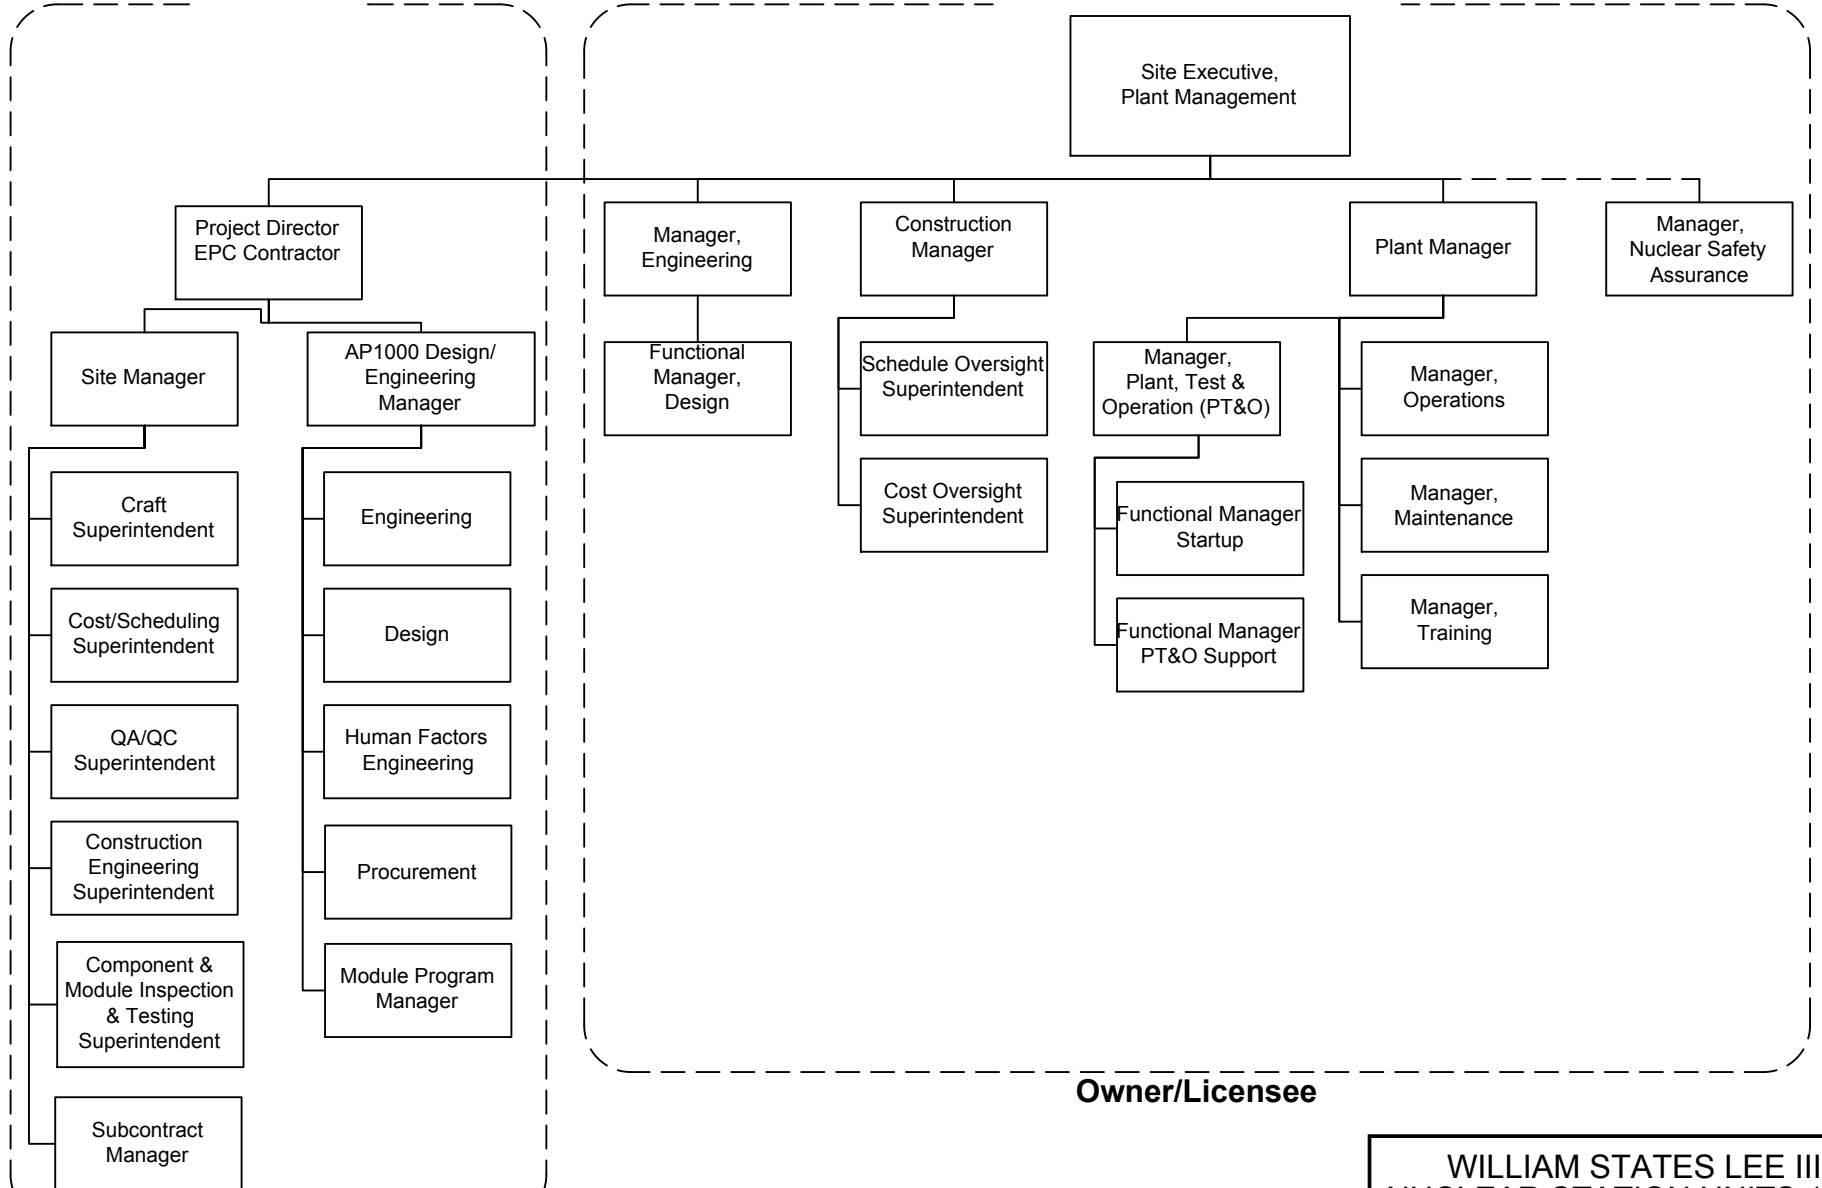 Site Executive,
Plant Management
Project Director
EPC Contractor
Manager,
Engineering
Construction
Manager
Plant Manager
Manager,
Nuclear Safety
Assurance
Site Manager
AP1000 Design/
Engineering
Manager
Functional
Manager,
Design
Schedule Oversight
Superintendent
Manager,
Plant, Test &
Operation (PT&O)
Manager,
Operations
Craft
Superintendent
Engineering
Cost Oversight
Superintendent
Functional Manager
Startup
Manager,
Maintenance
Cost/Scheduling
Superintendent
Design
Functional Manager
PT&O Support
Manager,
Training
QA/QC
Superintendent
Human Factors
Engineering
Construction
Engineering
Superintendent
Procurement
Component &
Module Inspection
& Testing
Superintendent
Module Program
Manager
Subcontract
Manager
Owner/Licensee
WILLIAM STATES LEE III
NUCLEAR STATION UNITS